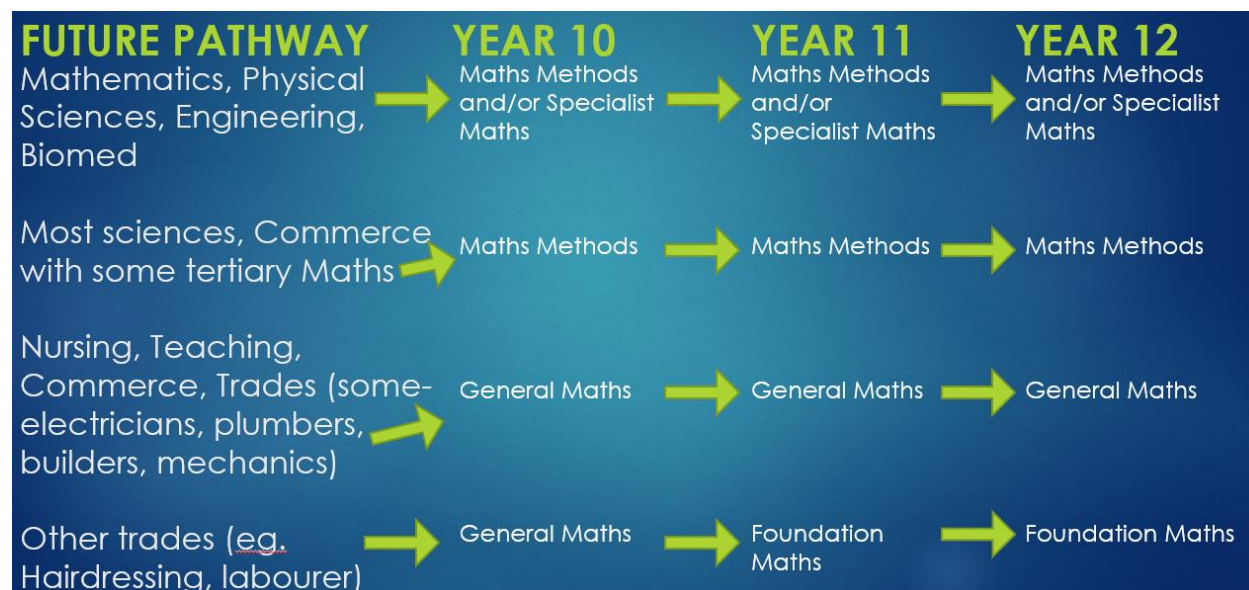 FUTURE PATHWAY YEAR 10 YEAR 11 YEAR 12
Mathematics, Physical
Sciences, Engineering,
Biomed
Maths Methods
and/or Specialist
Maths
Maths Methods
and/or
Specialist Maths
Maths Methods
and/or Specialist
Maths
Most sciences, Commerce
with some tertiary Maths
Maths Methods
Maths Methods
Maths Methods
Nursing, Teaching,
Commerce, Trades (some-
electricians, plumbers,
builders, mechanics)
General Maths
General Maths
General Maths
Other trades (eg.
Hairdressing, labourer)
General Maths
Foundation
Maths
Foundation Maths